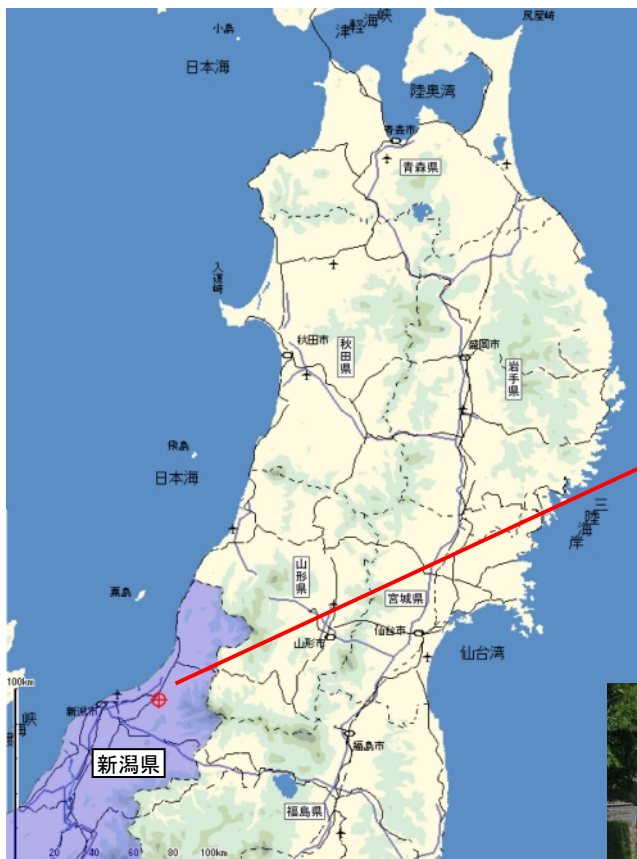 小島
津軽海峡
尻屋崎
日本海
陸奥湾
青森市
青森県
入道崎
秋田市
秋田県
盛岡市
岩手県
飛島
日本海
三陸海岸
山形県
粟島
宮城県
山形市
仙台市
仙台湾
100km
新潟市
海峡
福島市
新潟県
福島県
20 40 60 80 100km